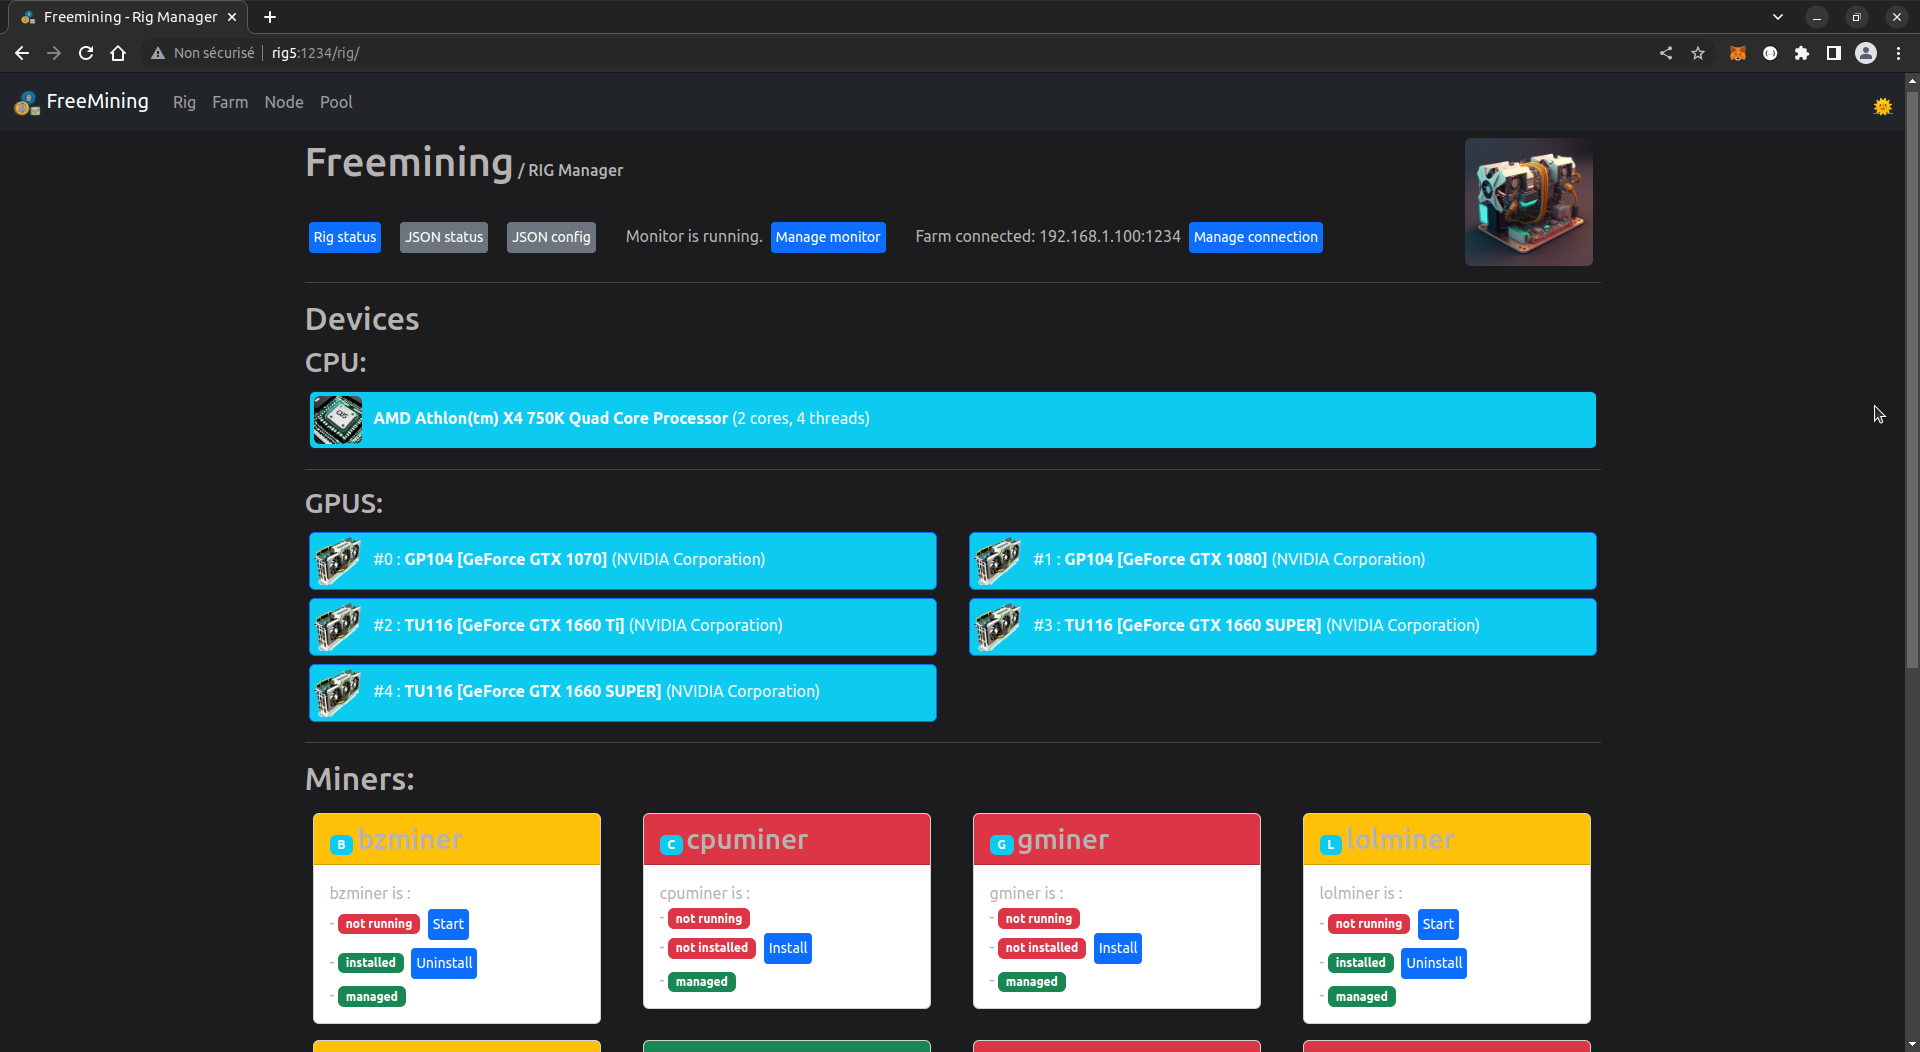 Freemining - Rig Manager
Non sécurisé rig5:1234/rig/
FreeMining Rig Farm Node Pool
Freemining / RIG Manager
Rig status JSON status JSON config Monitor is running. Manage monitor Farm connected: 192.168.1.100:1234 Manage connection
Devices
CPU:
AMD Athlon(tm) X4 750K Quad Core Processor (2 cores, 4 threads)
GPUS:
#0 : GP104 [GeForce GTX 1070] (NVIDIA Corporation)
#1 : GP104 [GeForce GTX 1080] (NVIDIA Corporation)
#2 : TU116 [GeForce GTX 1660 Ti] (NVIDIA Corporation)
#3 : TU116 [GeForce GTX 1660 SUPER] (NVIDIA Corporation)
#4 : TU116 [GeForce GTX 1660 SUPER] (NVIDIA Corporation)
Miners:
B bzminer
bzminer is :
- not running Start
- installed Uninstall
- managed
C cpuminer
cpuminer is :
- not running
- not installed Install
- managed
G gminer
gminer is :
- not running
- not installed Install
- managed
L lolminer
lolminer is :
- not running Start
- installed Uninstall
- managed